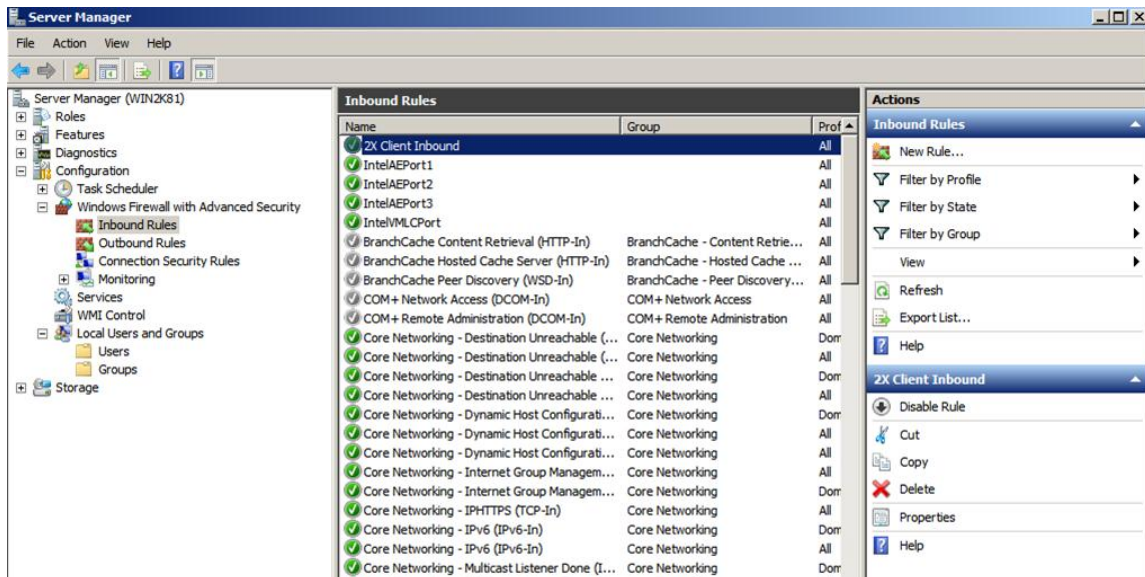 Server Manager
File Action View Help
Server Manager (WIN2K81)
Roles
Features
Diagnostics
Configuration
Task Scheduler
Windows Firewall with Advanced Security
Inbound Rules
Outbound Rules
Connection Security Rules
Monitoring
Services
WMI Control
Local Users and Groups
Users
Groups
Storage
Inbound Rules
Name Group Prof
2X Client Inbound All
IntelAEPort1 All
IntelAEPort2 All
IntelAEPort3 All
IntelVMLCPort All
BranchCache Content Retrieval (HTTP-In) BranchCache - Content Retrie... All
BranchCache Hosted Cache Server (HTTP-In) BranchCache - Hosted Cache ... All
BranchCache Peer Discovery (WSD-In) BranchCache - Peer Discovery... All
COM+ Network Access (DCOM-In) COM+ Network Access All
COM+ Remote Administration (DCOM-In) COM+ Remote Administration All
Core Networking - Destination Unreachable (... Core Networking Dom
Core Networking - Destination Unreachable (... Core Networking All
Core Networking - Destination Unreachable ... Core Networking Dom
Core Networking - Destination Unreachable ... Core Networking All
Core Networking - Dynamic Host Configurati... Core Networking Dom
Core Networking - Dynamic Host Configurati... Core Networking All
Core Networking - Dynamic Host Configurati... Core Networking All
Core Networking - Internet Group Managem... Core Networking All
Core Networking - Internet Group Managem... Core Networking Dom
Core Networking - IPHTTPS (TCP-In) Core Networking All
Core Networking - IPv6 (IPv6-In) Core Networking Dom
Core Networking - IPv6 (IPv6-In) Core Networking All
Core Networking - Multicast Listener Done (I... Core Networking Dom
Actions
Inbound Rules
New Rule...
Filter by Profile
Filter by State
Filter by Group
View
Refresh
Export List...
Help
2X Client Inbound
Disable Rule
Cut
Copy
Delete
Properties
Help